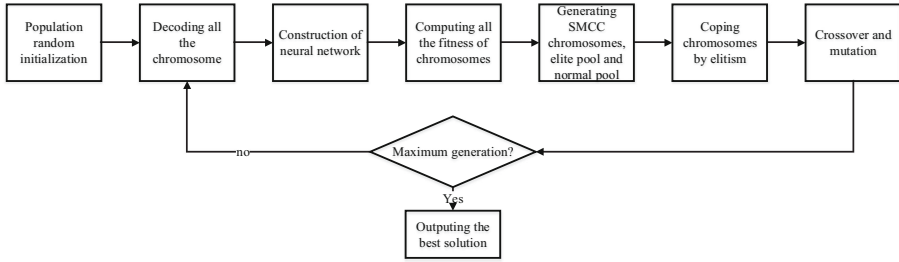 Population
random
initialization
Decoding all
the
chromosome
Construction of
neural network
Computing all
the fitness of
chromosomes
Generating
SMCC
chromosomes,
elite pool and
normal pool
Coping
chromosomes
by elitism
Crossover and
mutation
Maximum generation?
no
Yes
Outputing the
best solution